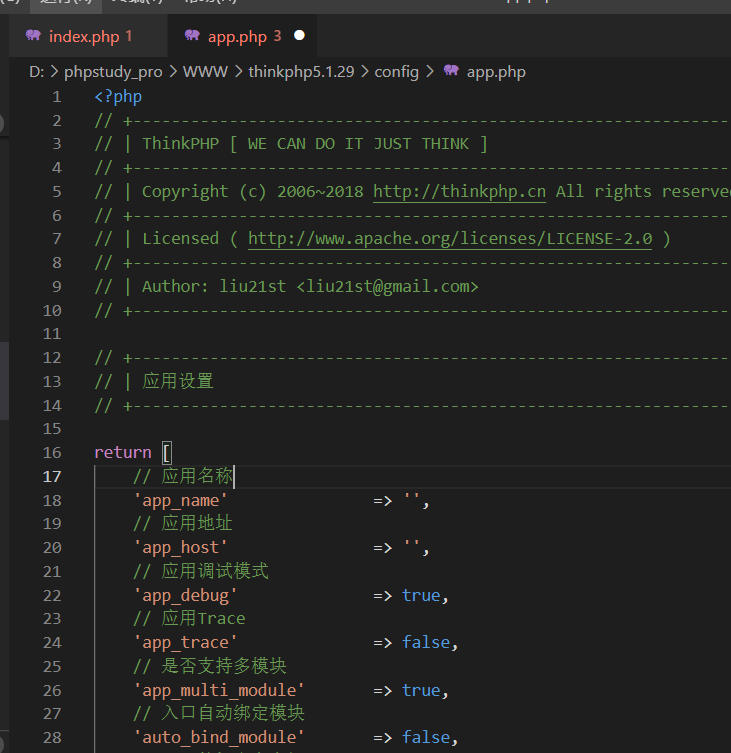 index.php 1
app.php 3
D: > phpstudy_pro > WWW > thinkphp5.1.29 > config > app.php
1 <?php
2 // +--------------------------------------------------------------
3 // | ThinkPHP [ WE CAN DO IT JUST THINK ]
4 // +--------------------------------------------------------------
5 // | Copyright (c) 2006~2018 http://thinkphp.cn All rights reserve
6 // +--------------------------------------------------------------
7 // | Licensed ( http://www.apache.org/licenses/LICENSE-2.0 )
8 // +--------------------------------------------------------------
9 // | Author: liu21st <liu21st@gmail.com>
10 // +--------------------------------------------------------------
11
12 // +--------------------------------------------------------------
13 // | 应用设置
14 // +--------------------------------------------------------------
15
16 return [
17 // 应用名称
18 'app_name' => '',
19 // 应用地址
20 'app_host' => '',
21 // 应用调试模式
22 'app_debug' => true,
23 // 应用Trace
24 'app_trace' => false,
25 // 是否支持多模块
26 'app_multi_module' => true,
27 // 入口自动绑定模块
28 'auto_bind_module' => false,